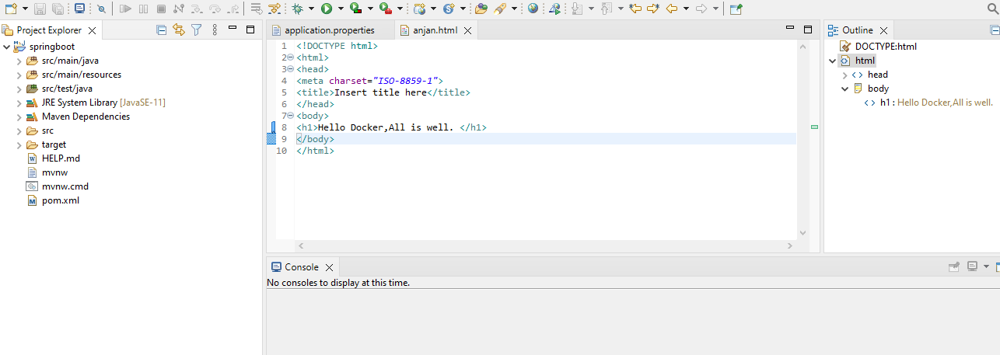 Project Explorer
springboot
src/main/java
src/main/resources
src/test/java
JRE System Library [JavaSE-11]
Maven Dependencies
src
target
HELP.md
mvnw
mvnw.cmd
pom.xml
application.properties
anjan.html
1 <!DOCTYPE html>
2 <html>
3 <head>
4 <meta charset="ISO-8859-1">
5 <title>Insert title here</title>
6 </head>
7 <body>
8 <h1>Hello Docker,All is well. </h1>
9 </body>
10 </html>
Outline
DOCTYPE:html
html
head
body
h1 : Hello Docker,All is well.
Console
No consoles to display at this time.